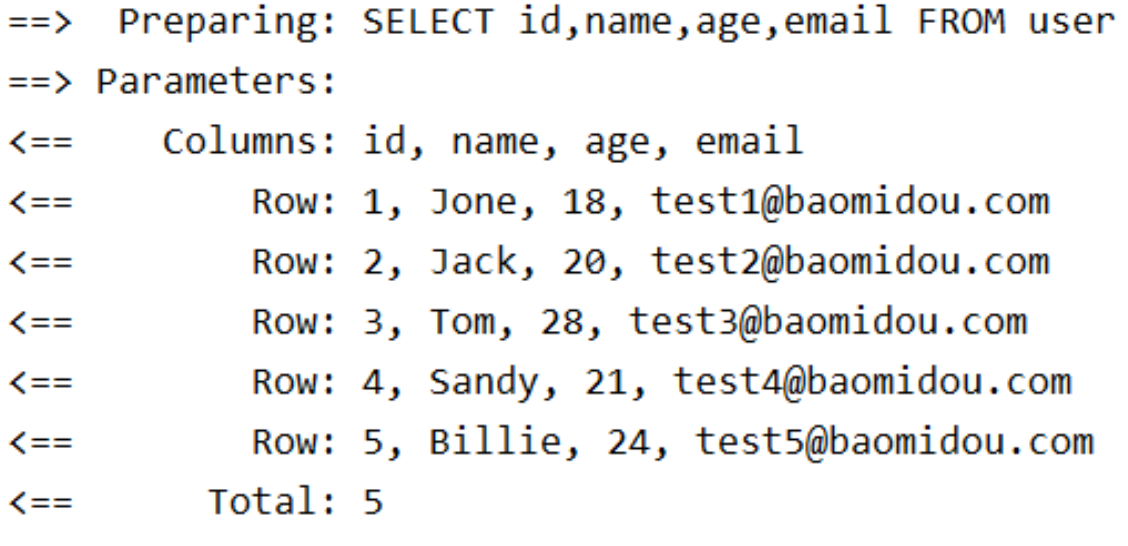 ==>  Preparing: SELECT id,name,age,email FROM user
==> Parameters:
<==    Columns: id, name, age, email
<==        Row: 1, Jone, 18, test1@baomidou.com
<==        Row: 2, Jack, 20, test2@baomidou.com
<==        Row: 3, Tom, 28, test3@baomidou.com
<==        Row: 4, Sandy, 21, test4@baomidou.com
<==        Row: 5, Billie, 24, test5@baomidou.com
<==      Total: 5